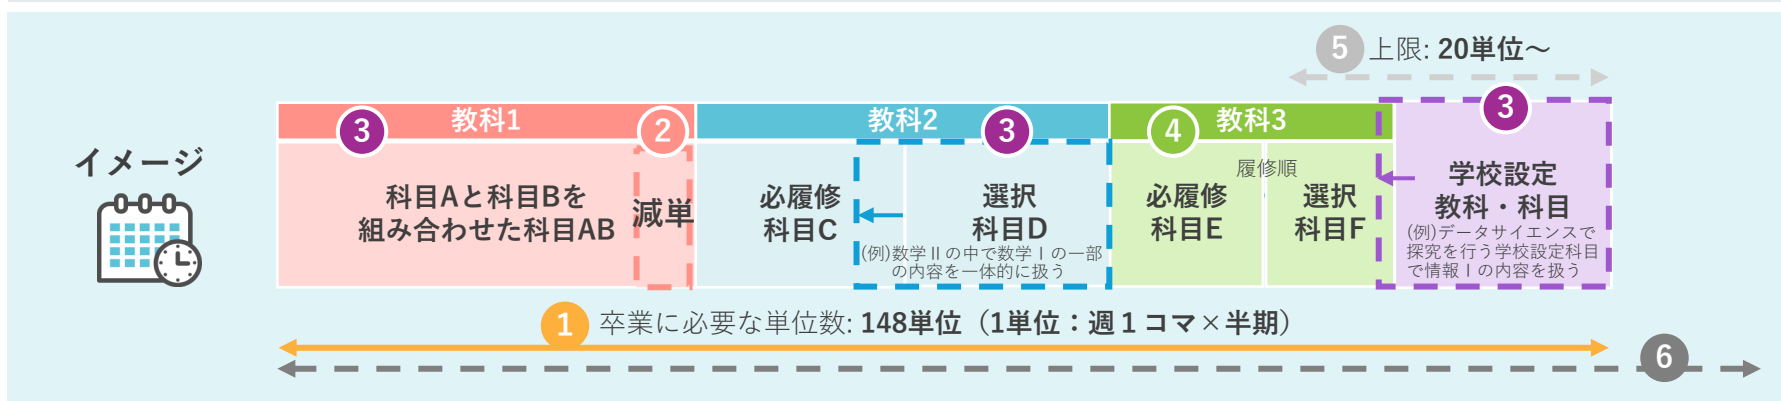 5 上限: 20単位～
3 教科1 2
教科2 3
4 教科3
3
イメージ
科目Aと科目Bを
組み合わせた科目AB
減単
必履修
科目C
選択
科目D
(例)数学Ⅱの中で数学Ⅰの一部
の内容を一体的に扱う
履修順
必履修
科目E
選択
科目F
学校設定
教科・科目
(例)データサイエンスで
探究を行う学校設定科目
で情報Ⅰの内容を扱う
1 卒業に必要な単位数: 148単位（1単位：週１コマ×半期）
6